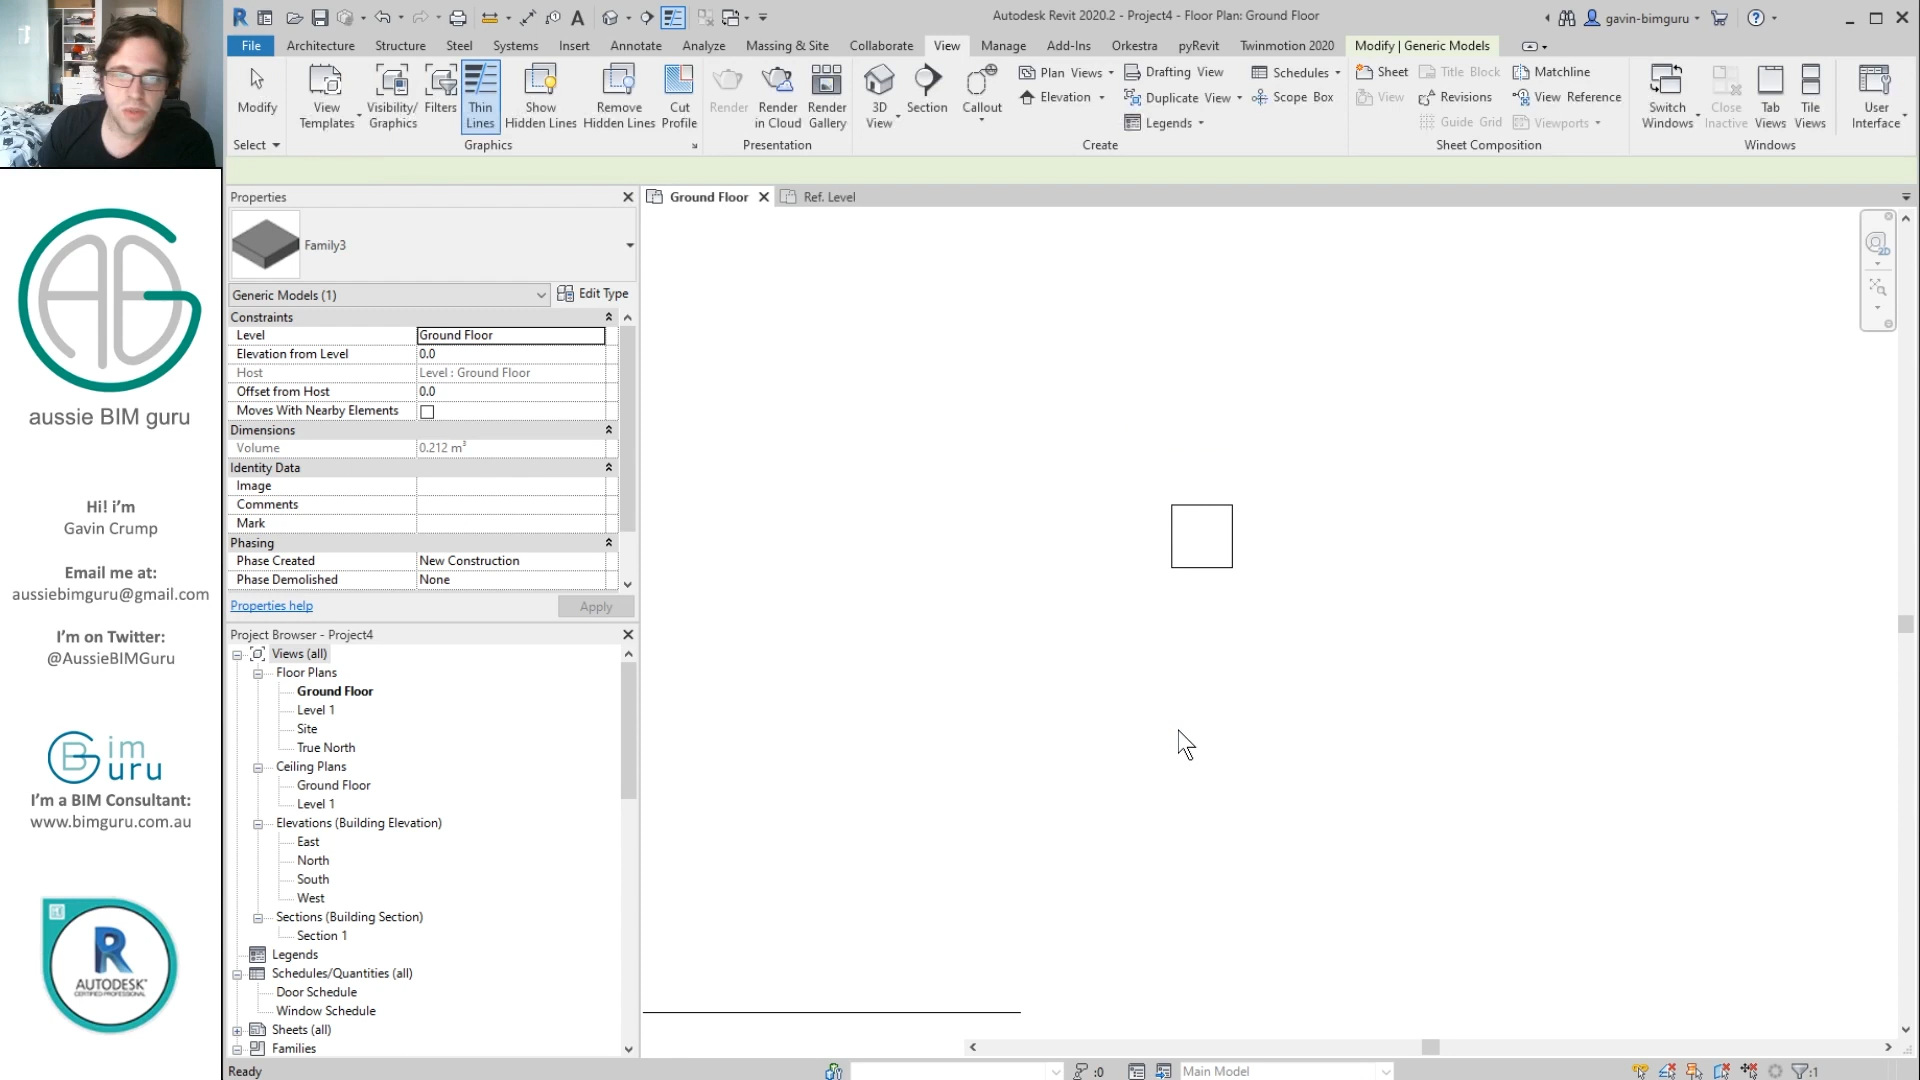 Autodesk Revit 2020.2 - Project4 - Floor Plan: Ground Floor
gavin-bimguru
File
Architecture
Structure
Steel
Systems
Insert
Annotate
Analyze
Massing & Site
Collaborate
View
Manage
Add-Ins
Orkestra
pyRevit
Twinmotion 2020
Modify | Generic Models
Modify
View
Templates
Visibility/
Graphics
Filters
Thin
Lines
Show
Hidden Lines
Remove
Hidden Lines
Cut
Profile
Render
Render
in Cloud
Render
Gallery
3D
View
Section
Callout
Plan Views
Elevation
Drafting View
Duplicate View
Legends
Schedules
Scope Box
Sheet
View
Title Block
Revisions
Guide Grid
Matchline
View Reference
Viewports
Switch
Windows
Close
Inactive
Tab
Views
Tile
Views
User
Interface
Select
Graphics
Presentation
Create
Sheet Composition
Windows
Properties
Family3
Generic Models (1)
Edit Type
Constraints
Level Ground Floor
Elevation from Level 0.0
Host Level : Ground Floor
Offset from Host 0.0
Moves With Nearby Elements
Dimensions
Volume 0.212 m³
Identity Data
Image
Comments
Mark
Phasing
Phase Created New Construction
Phase Demolished None
Properties help
Apply
Project Browser - Project4
Views (all)
Floor Plans
Ground Floor
Level 1
Site
True North
Ceiling Plans
Ground Floor
Level 1
Elevations (Building Elevation)
East
North
South
West
Sections (Building Section)
Section 1
Legends
Schedules/Quantities (all)
Door Schedule
Window Schedule
Sheets (all)
Families
Ground Floor
Ref. Level
2D
Ready
:0
Main Model
:1
ABG
aussie BIM guru
Hi! i'm
Gavin Crump
Email me at:
aussiebimguru@gmail.com
I'm on Twitter:
@AussieBIMGuru
Bim
Guru
I'm a BIM Consultant:
www.bimguru.com.au
R
AUTODESK
CERTIFIED PROFESSIONAL